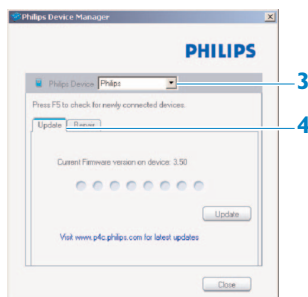 Philips Device Manager
PHILIPS
Philips Device Philips
3
Press F5 to check for newly connected devices.
Update Repair
4
Current Firmware version on device: 3.50
Update
Visit www.p4c.philips.com for latest updates
Close